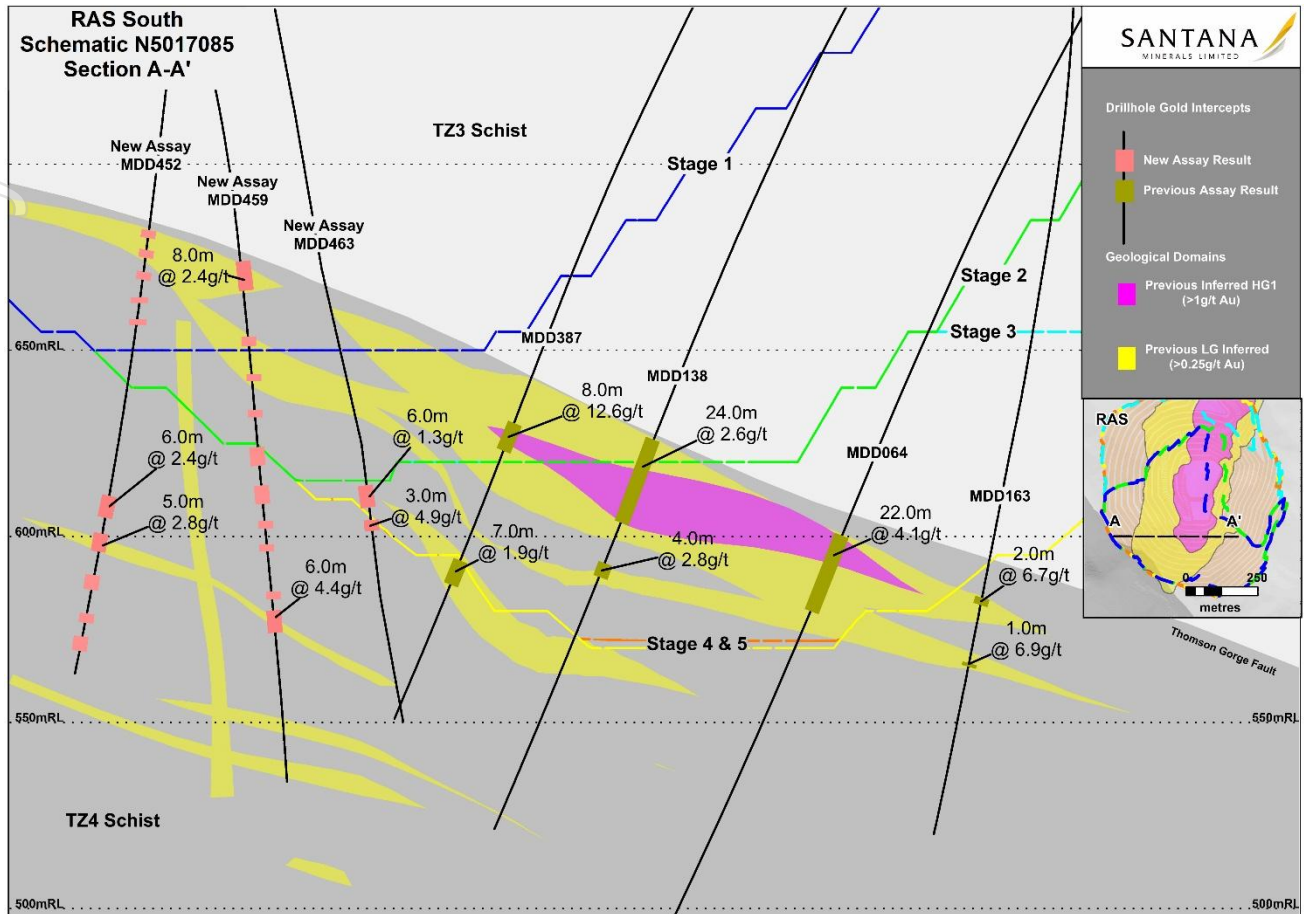 RAS South
Schematic N5017085
Section A-A'
SANTANA
MINERALS LIMITED
Drillhole Gold Intercepts
New Assay Result
Previous Assay Result
Geological Domains
Previous Inferred HG1
(>1g/t Au)
Previous LG Inferred
(>0.25g/t Au)
RAS
A
A'
0 250
metres
Thomson Gorge Fault
TZ3 Schist
Stage 1
Stage 2
Stage 3
Stage 4 & 5
New Assay
MDD452
New Assay
MDD459
New Assay
MDD463
8.0m
@ 2.4g/t
MDD387
MDD138
MDD064
MDD163
650mRL
8.0m
@ 12.6g/t
24.0m
@ 2.6g/t
6.0m
@ 1.3g/t
6.0m
@ 2.4g/t
5.0m
@ 2.8g/t
3.0m
@ 4.9g/t
7.0m
@ 1.9g/t
4.0m
@ 2.8g/t
22.0m
@ 4.1g/t
2.0m
@ 6.7g/t
600mRL
6.0m
@ 4.4g/t
1.0m
@ 6.9g/t
550mRL
550mRL
TZ4 Schist
500mRL
500mRL